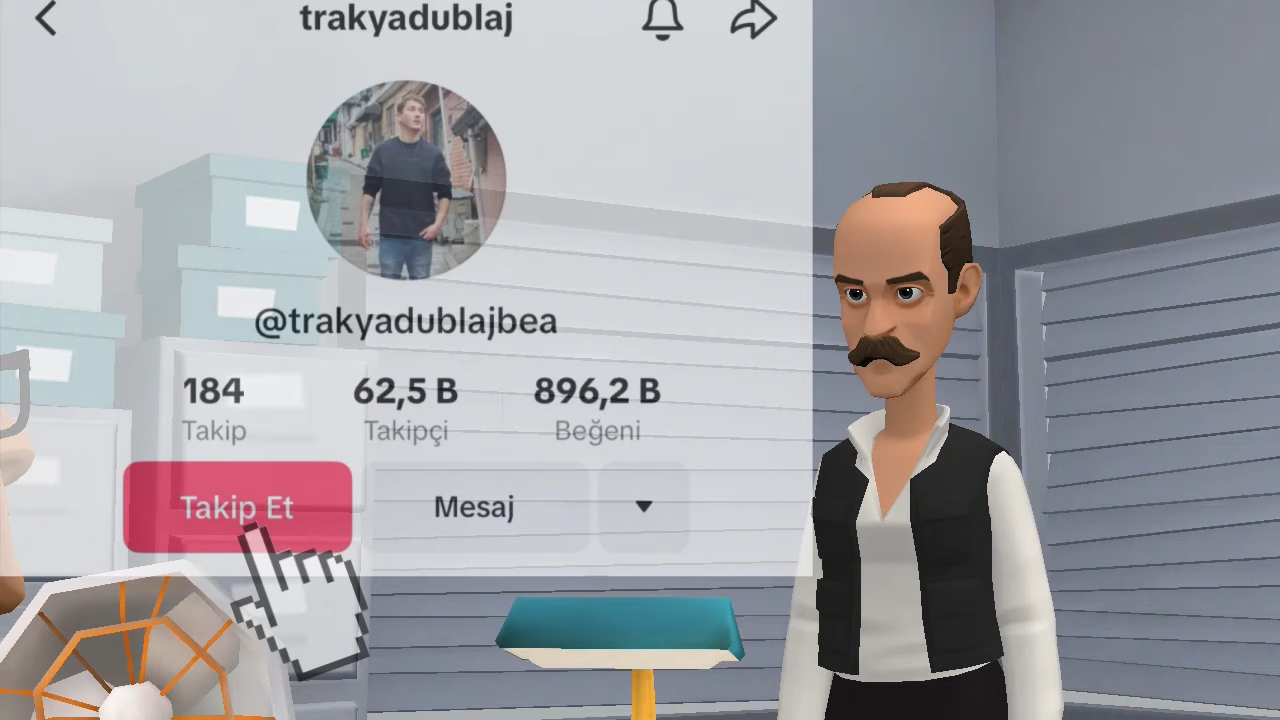 trakyadublaj
@trakyadublajbea
184 62,5 B 896,2 B
Takip Takipçi Beğeni
Takip Et Mesaj